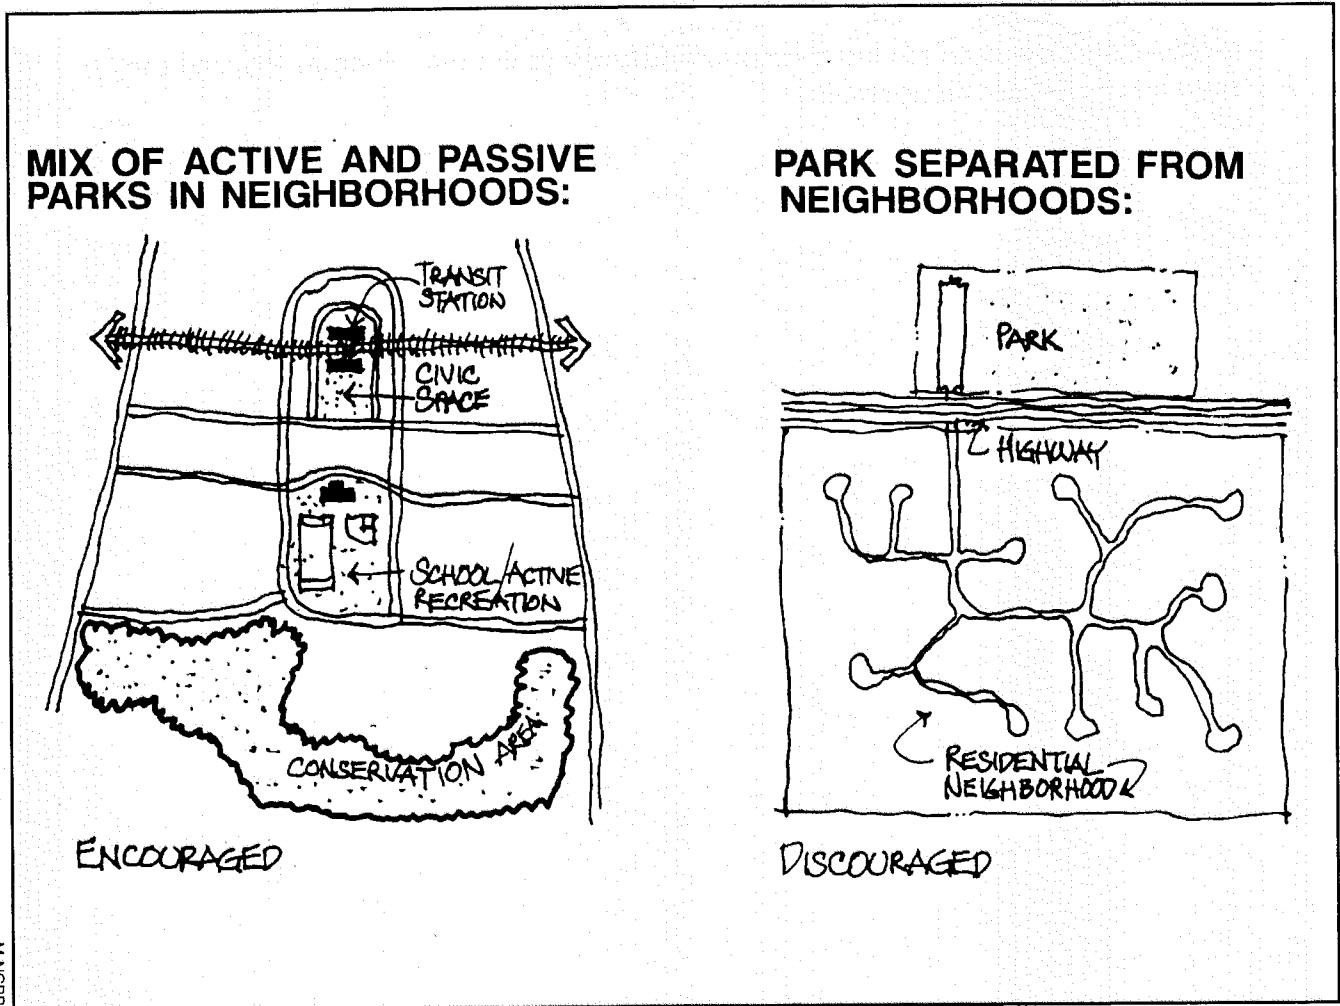 MIX OF ACTIVE AND PASSIVE
PARKS IN NEIGHBORHOODS:
TRANSIT
STATION
CIVIC
SPACE
SCHOOL/ACTIVE
RECREATION
CONSERVATION AREA
ENCOURAGED
PARK SEPARATED FROM
NEIGHBORHOODS:
PARK
HIGHWAY
RESIDENTIAL
NEIGHBORHOOD
DISCOURAGED